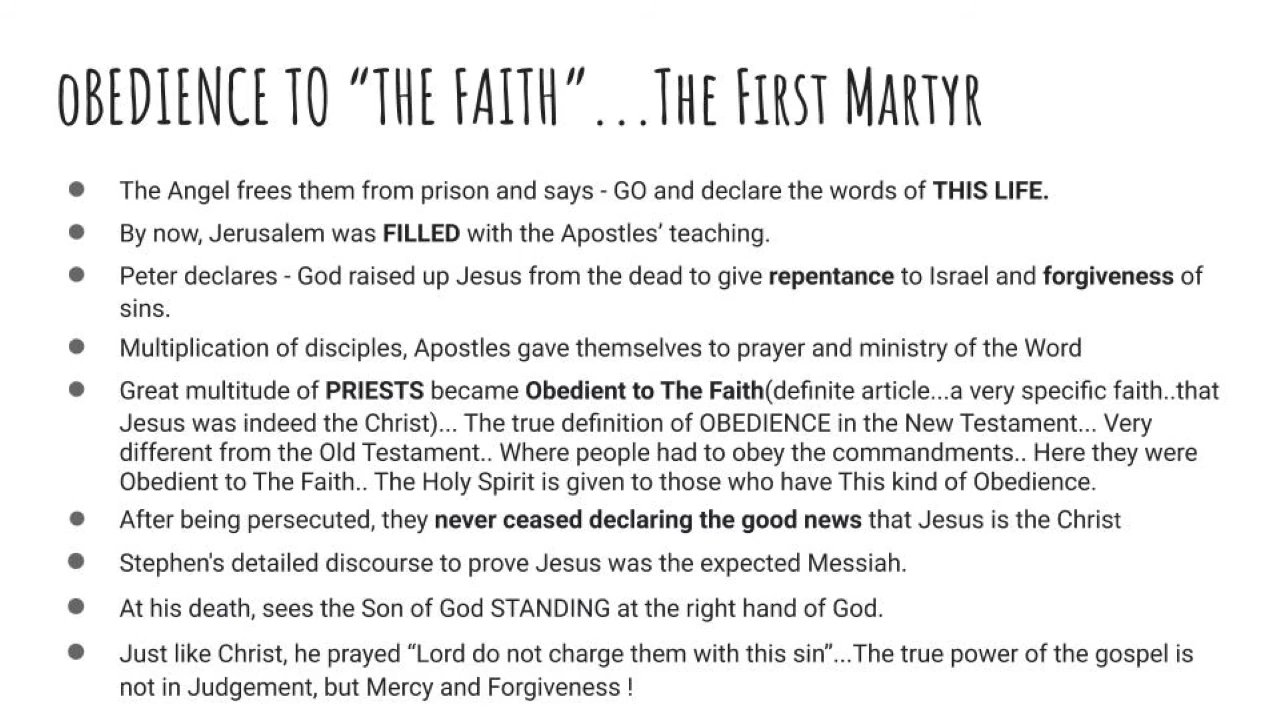 oBEDIENCE TO “THE FAITH”...THE FIRST MARTYR
● The Angel frees them from prison and says - GO and declare the words of THIS LIFE.
● By now, Jerusalem was FILLED with the Apostles’ teaching.
● Peter declares - God raised up Jesus from the dead to give repentance to Israel and forgiveness of
sins.
● Multiplication of disciples, Apostles gave themselves to prayer and ministry of the Word
● Great multitude of PRIESTS became Obedient to The Faith(definite article...a very specific faith..that
Jesus was indeed the Christ)... The true definition of OBEDIENCE in the New Testament... Very
different from the Old Testament.. Where people had to obey the commandments.. Here they were
Obedient to The Faith.. The Holy Spirit is given to those who have This kind of Obedience.
● After being persecuted, they never ceased declaring the good news that Jesus is the Christ
● Stephen's detailed discourse to prove Jesus was the expected Messiah.
● At his death, sees the Son of God STANDING at the right hand of God.
● Just like Christ, he prayed “Lord do not charge them with this sin”...The true power of the gospel is
not in Judgement, but Mercy and Forgiveness !